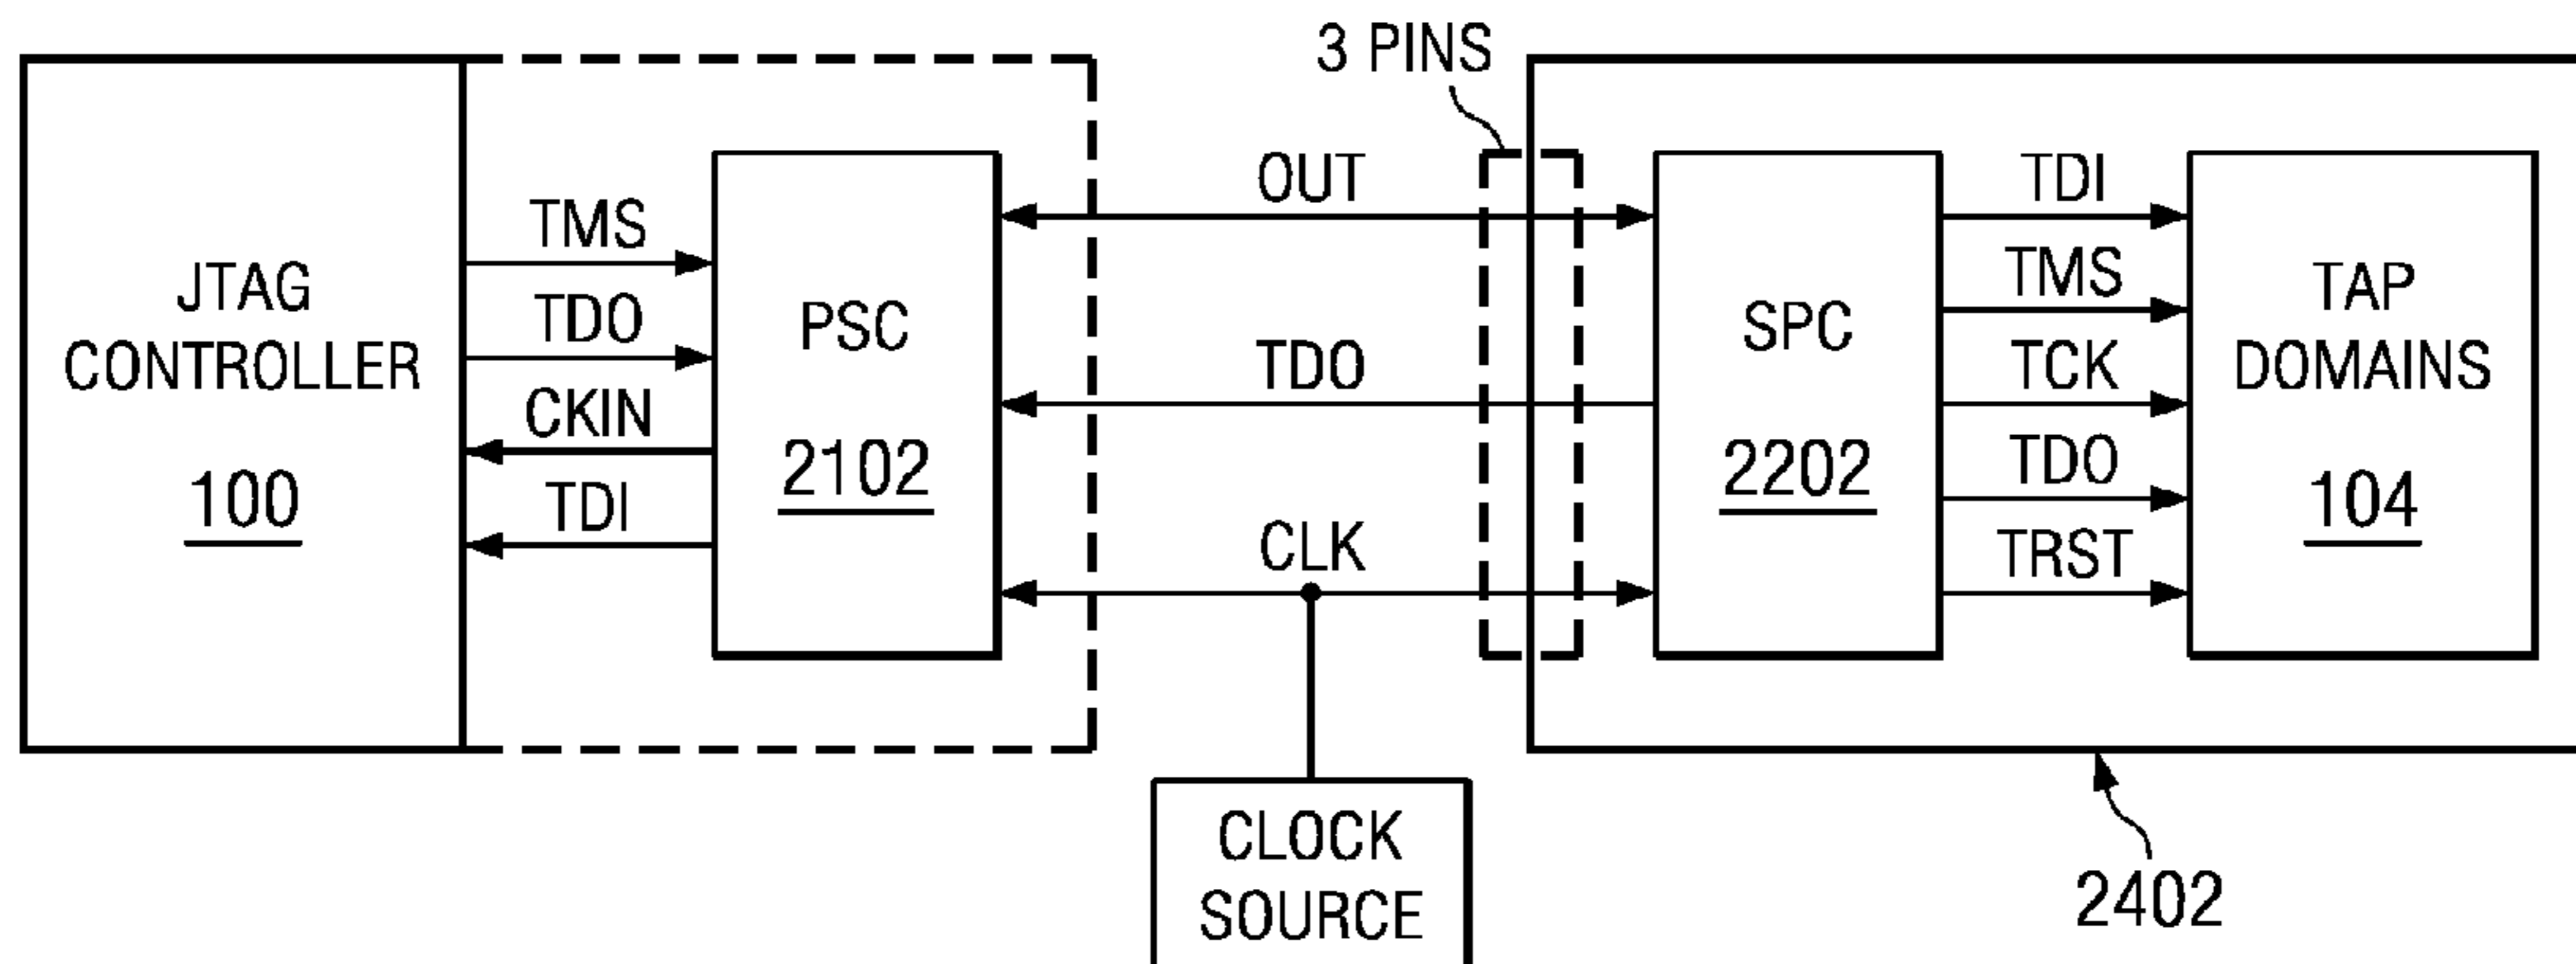 3 PINS
JTAG
CONTROLLER
100
TMS
TDO
CKIN
TDI
PSC
2102
OUT
TDO
CLK
SPC
2202
TDI
TMS
TCK
TDO
TRST
TAP
DOMAINS
104
CLOCK
SOURCE
2402